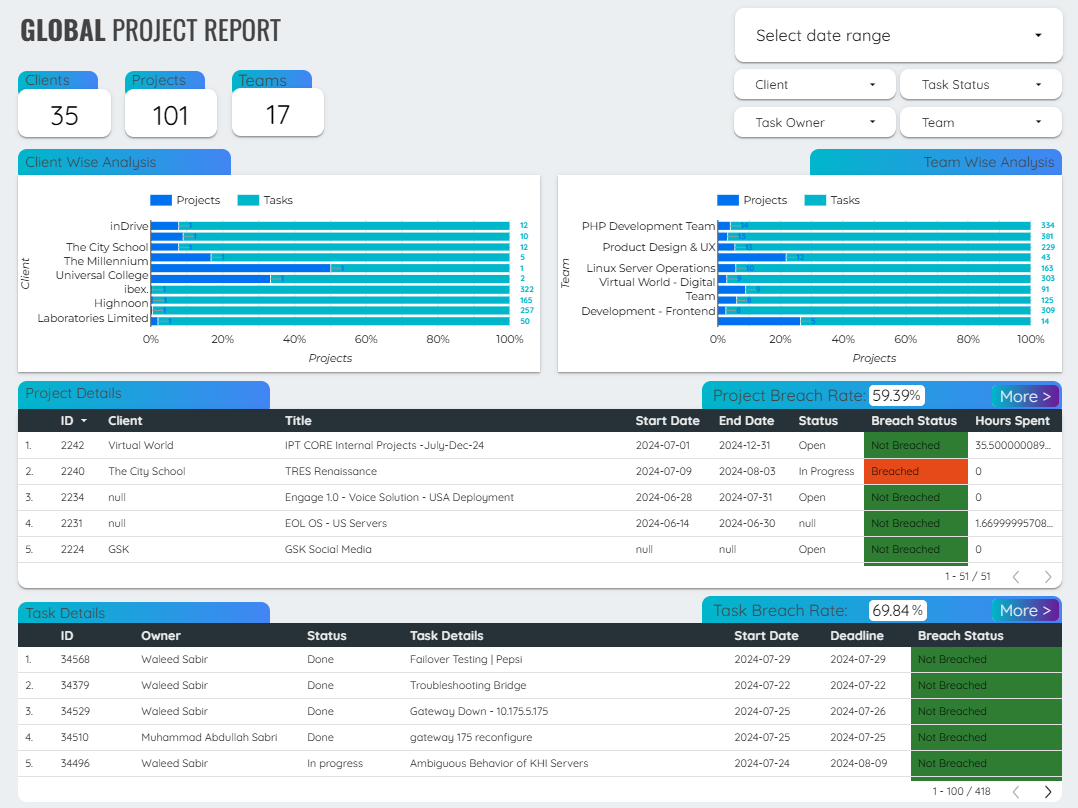 GLOBAL PROJECT REPORT
Select date range
Clients
35
Projects
101
Teams
17
Client
Task Status
Task Owner
Team
Client Wise Analysis
Projects Tasks
Client
inDrive
The City School
The Millennium
Universal College
ibex.
Highnoon
Laboratories Limited
12
10
12
5
1
2
322
165
257
50
0% 20% 40% 60% 80% 100%
Projects
Team Wise Analysis
Projects Tasks
Team
PHP Development Team
Product Design & UX
Linux Server Operations
Virtual World - Digital
Team
Development - Frontend
334
381
229
43
163
303
91
125
309
14
0% 20% 40% 60% 80% 100%
Projects
Project Details
Project Breach Rate: 59.39% More >
ID Client Title Start Date End Date Status Breach Status Hours Spent
1. 2242 Virtual World IPT CORE Internal Projects -July-Dec-24 2024-07-01 2024-12-31 Open Not Breached 35.500000089...
2. 2240 The City School TRES Renaissance 2024-07-09 2024-08-03 In Progress Breached 0
3. 2234 null Engage 1.0 - Voice Solution - USA Deployment 2024-06-28 2024-07-31 Open Not Breached 0
4. 2231 null EOL OS - US Servers 2024-06-14 2024-06-30 null Not Breached 1.66999995708...
5. 2224 GSK GSK Social Media null null Open Not Breached 0
1 - 51 / 51
Task Details
Task Breach Rate: 69.84 % More >
ID Owner Status Task Details Start Date Deadline Breach Status
1. 34568 Waleed Sabir Done Failover Testing | Pepsi 2024-07-29 2024-07-29 Not Breached
2. 34379 Waleed Sabir Done Troubleshooting Bridge 2024-07-22 2024-07-22 Not Breached
3. 34529 Waleed Sabir Done Gateway Down - 10.175.5.175 2024-07-25 2024-07-26 Not Breached
4. 34510 Muhammad Abdullah Sabri Done gateway 175 reconfigure 2024-07-25 2024-07-25 Not Breached
5. 34496 Waleed Sabir In progress Ambiguous Behavior of KHI Servers 2024-07-24 2024-08-09 Not Breached
1 - 100 / 418